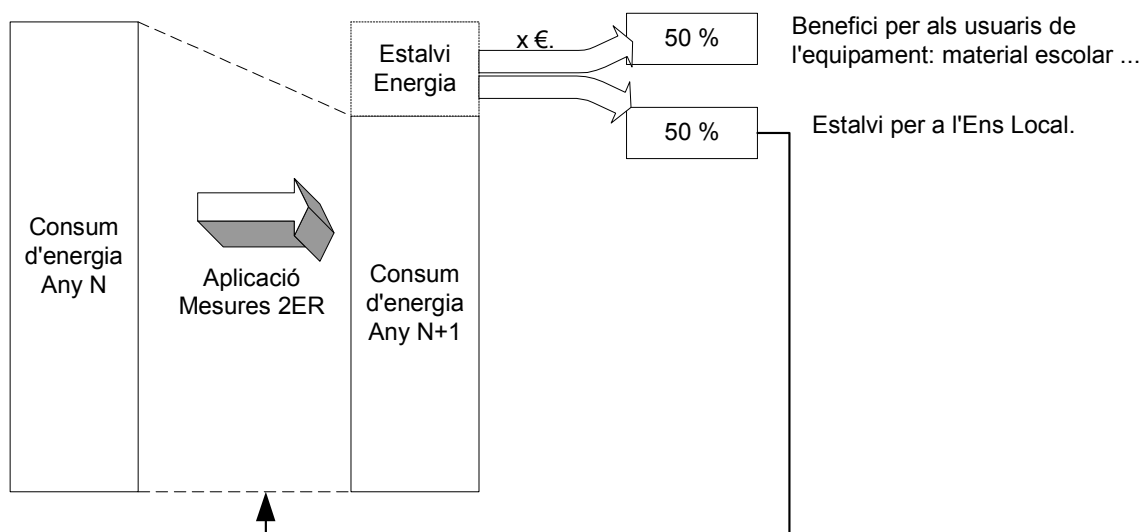 Consum
d'energia
Any N
Aplicació
Mesures 2ER
Estalvi
Energia
Consum
d'energia
Any N+1
x €.
50 %
Benefici per als usuaris de
l'equipament: material escolar ...
50 %
Estalvi per a l'Ens Local.